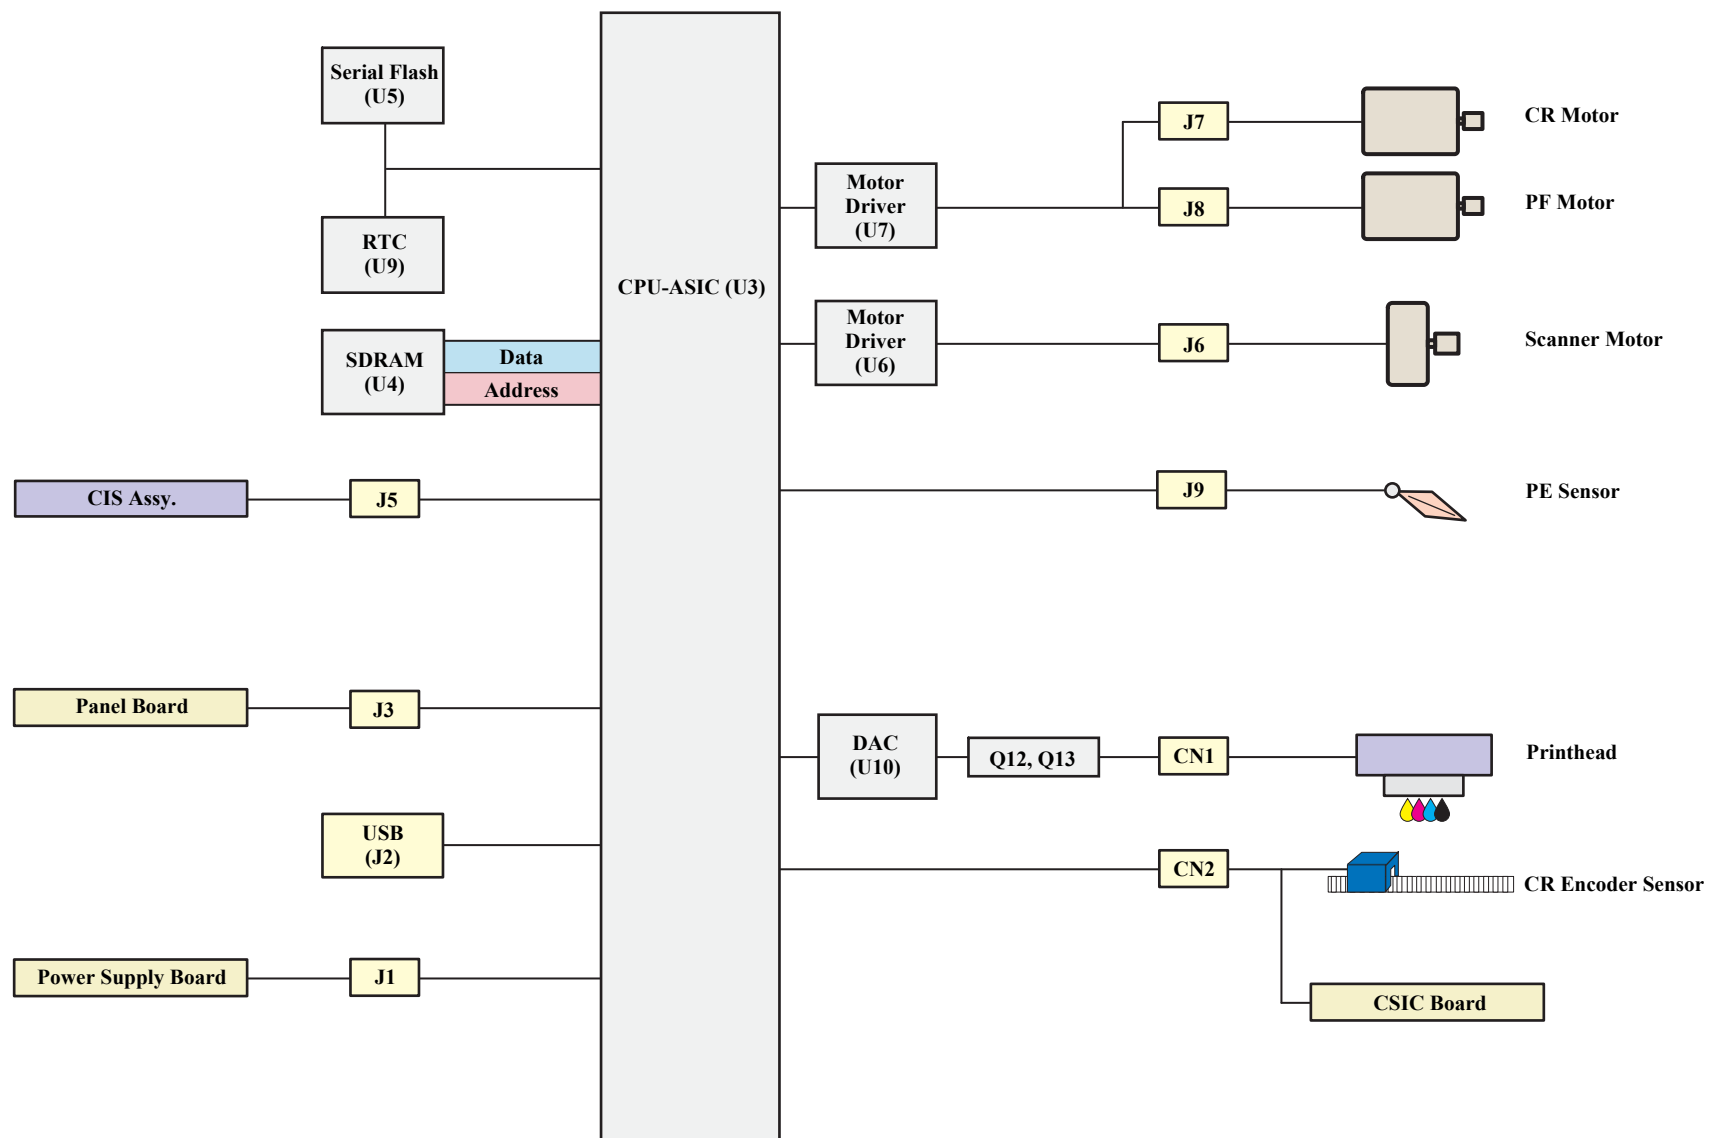 Serial Flash
(U5)
RTC
(U9)
SDRAM
(U4)
Data
Address
CIS Assy.
J5
Panel Board
J3
USB
(J2)
Power Supply Board
J1
CPU-ASIC (U3)
Motor
Driver
(U7)
J7
CR Motor
J8
PF Motor
Motor
Driver
(U6)
J6
Scanner Motor
J9
PE Sensor
DAC
(U10)
Q12, Q13
CN1
Printhead
CN2
CR Encoder Sensor
CSIC Board